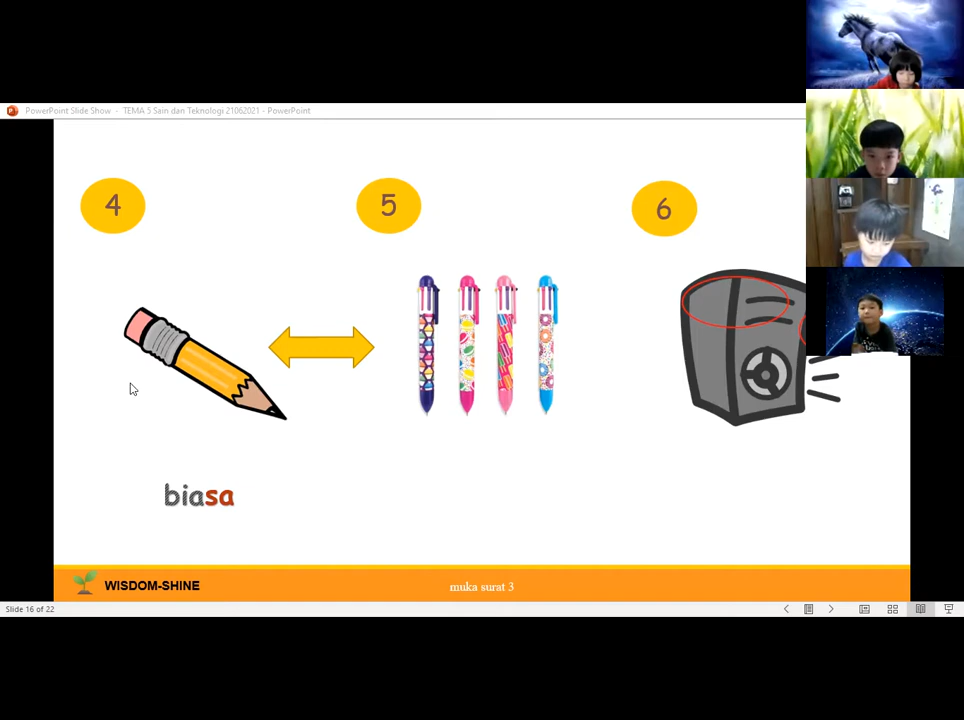 PowerPoint Slide Show - TEMA 5 Sain dan Teknologi 21062021 - PowerPoint
4
5
6
biasa
WISDOM-SHINE
muka surat 3
Slide 16 of 22